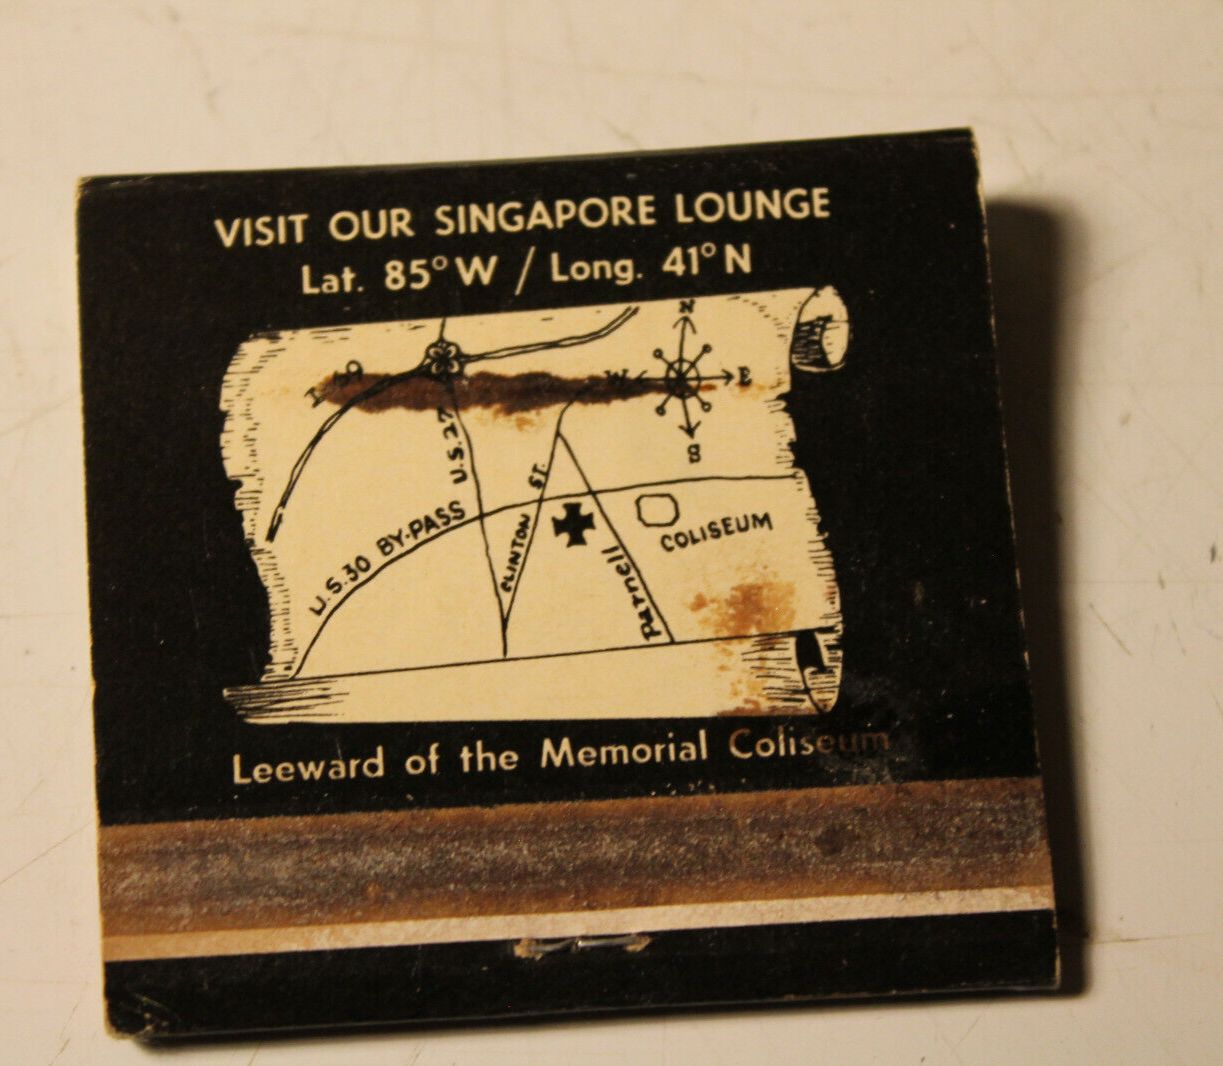 VISIT OUR SINGAPORE LOUNGE
Lat. 85° W / Long. 41° N
N
W E
S
U.S. 27
U.S. 30 BY-PASS
CLINTON ST.
COLISEUM
Parnell
Leeward of the Memorial Coliseum